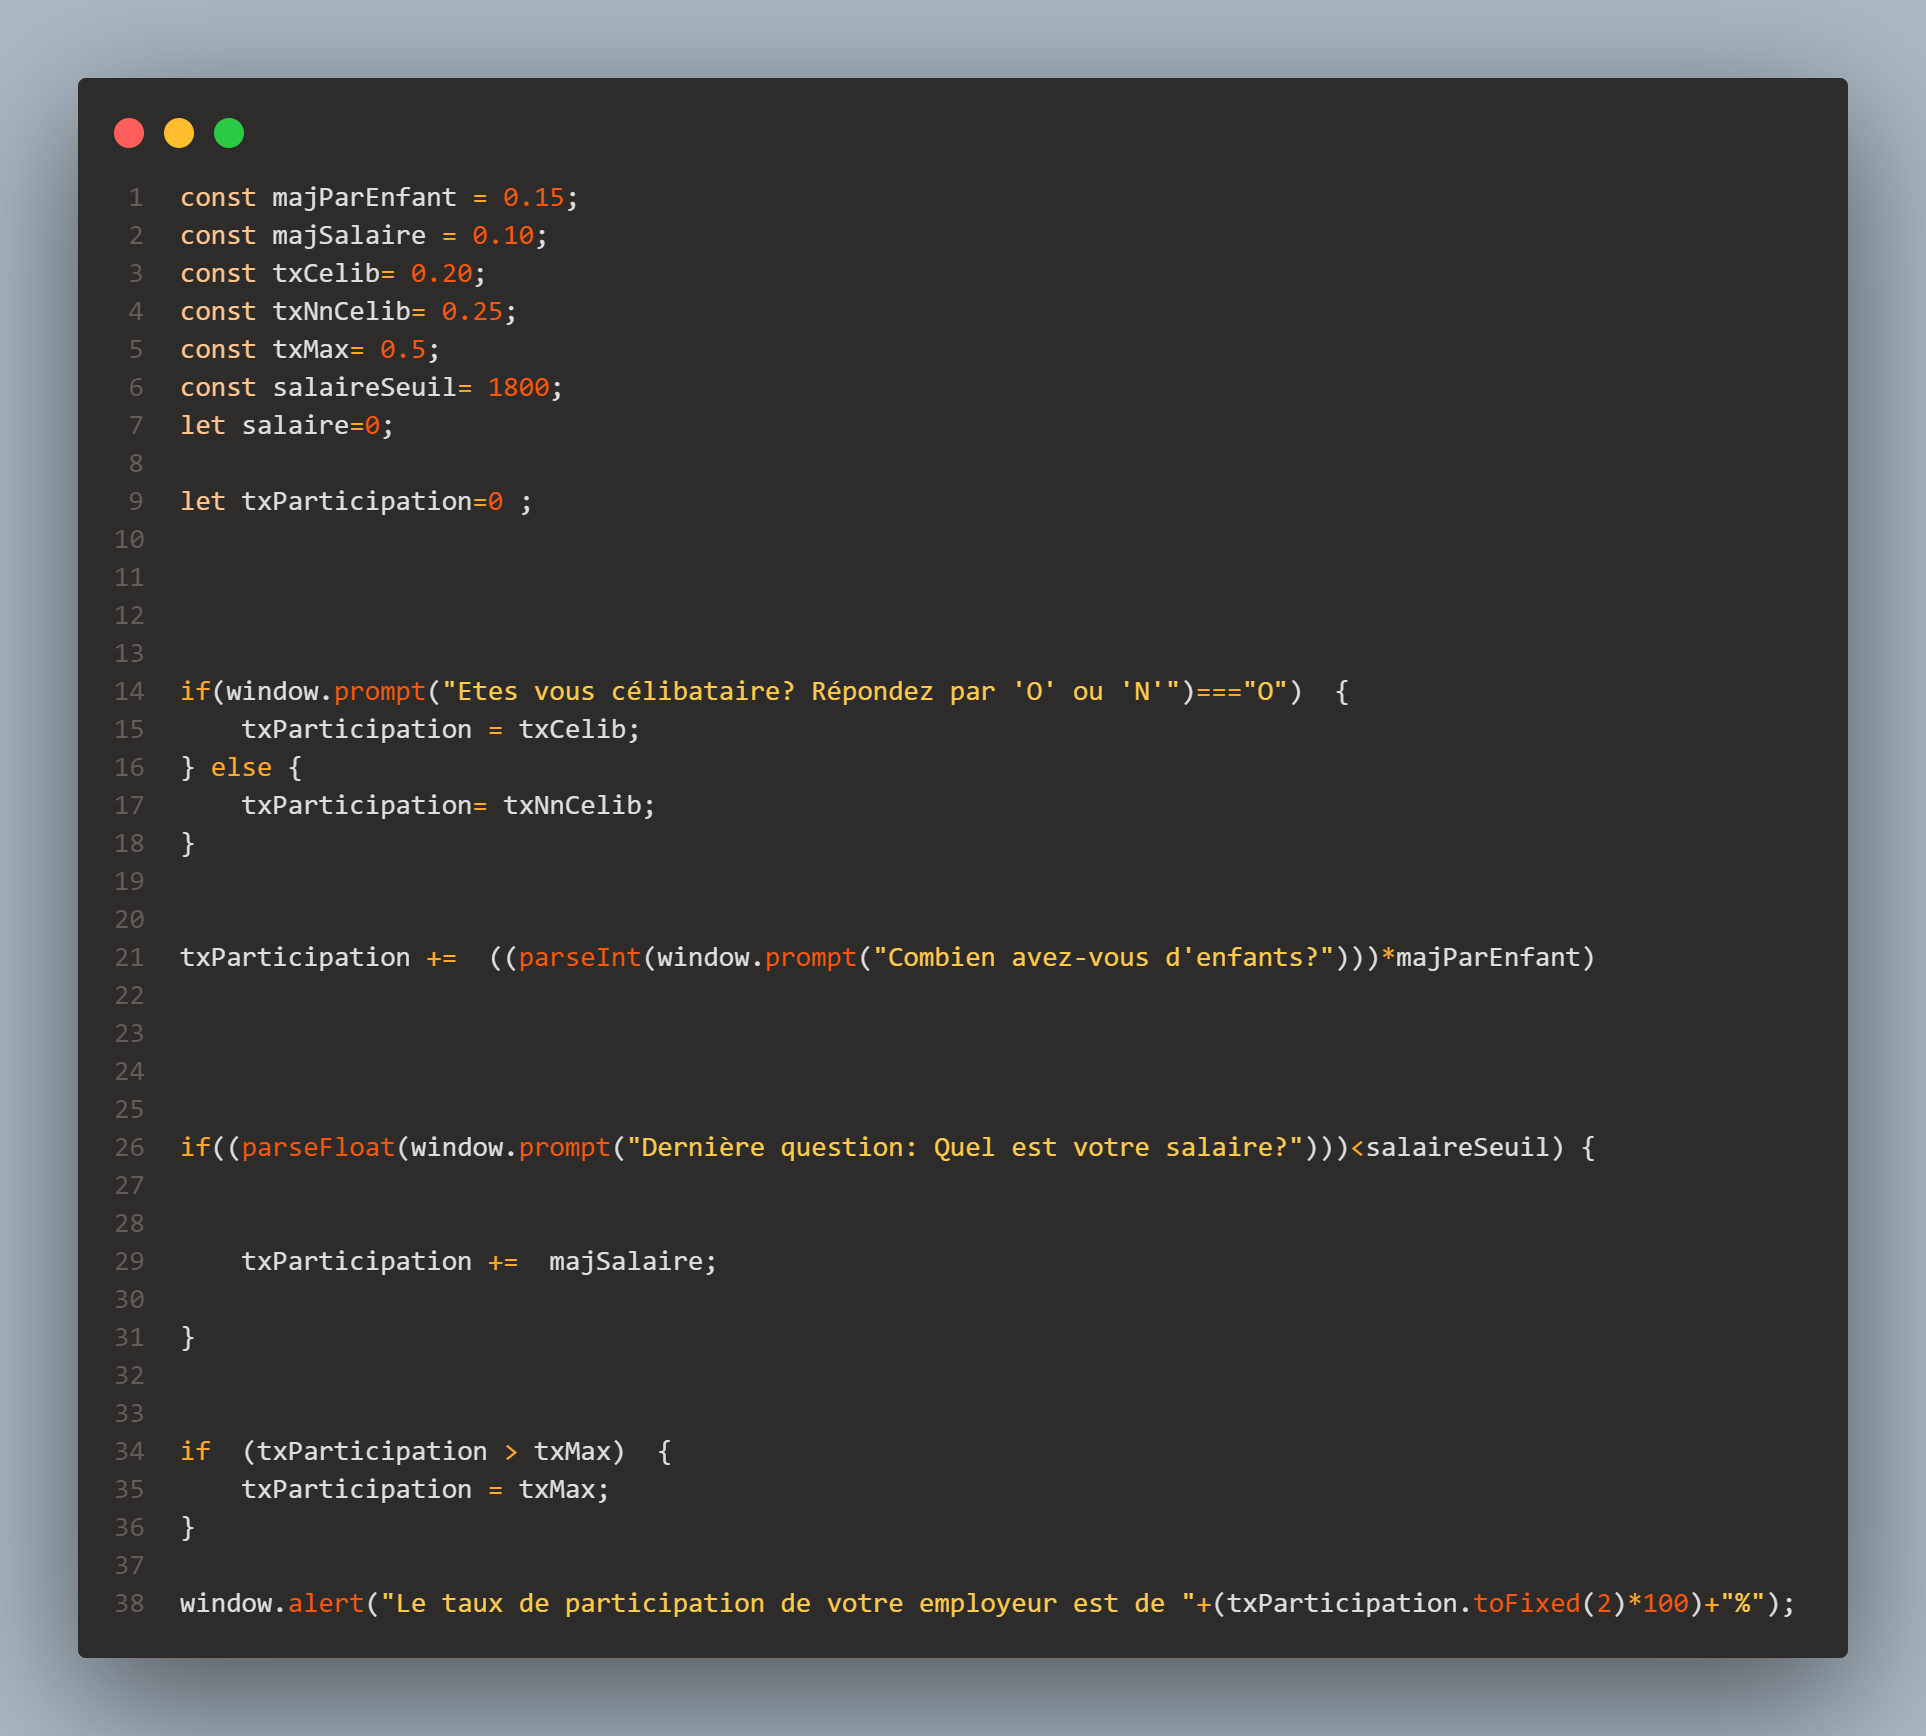 1 const majParEnfant = 0.15;
2 const majSalaire = 0.10;
3 const txCelib= 0.20;
4 const txNnCelib= 0.25;
5 const txMax= 0.5;
6 const salaireSeuil= 1800;
7 let salaire=0;
8
9 let txParticipation=0 ;
10
11
12
13
14 if(window.prompt("Etes vous célibataire? Répondez par 'O' ou 'N'")==="O")  {
15     txParticipation = txCelib;
16 } else {
17     txParticipation= txNnCelib;
18 }
19
20
21 txParticipation +=  ((parseInt(window.prompt("Combien avez-vous d'enfants?")))*majParEnfant)
22
23
24
25
26 if((parseFloat(window.prompt("Dernière question: Quel est votre salaire?")))<salaireSeuil) {
27
28
29     txParticipation +=  majSalaire;
30
31 }
32
33
34 if  (txParticipation > txMax)  {
35     txParticipation = txMax;
36 }
37
38 window.alert("Le taux de participation de votre employeur est de "+(txParticipation.toFixed(2)*100)+"%");